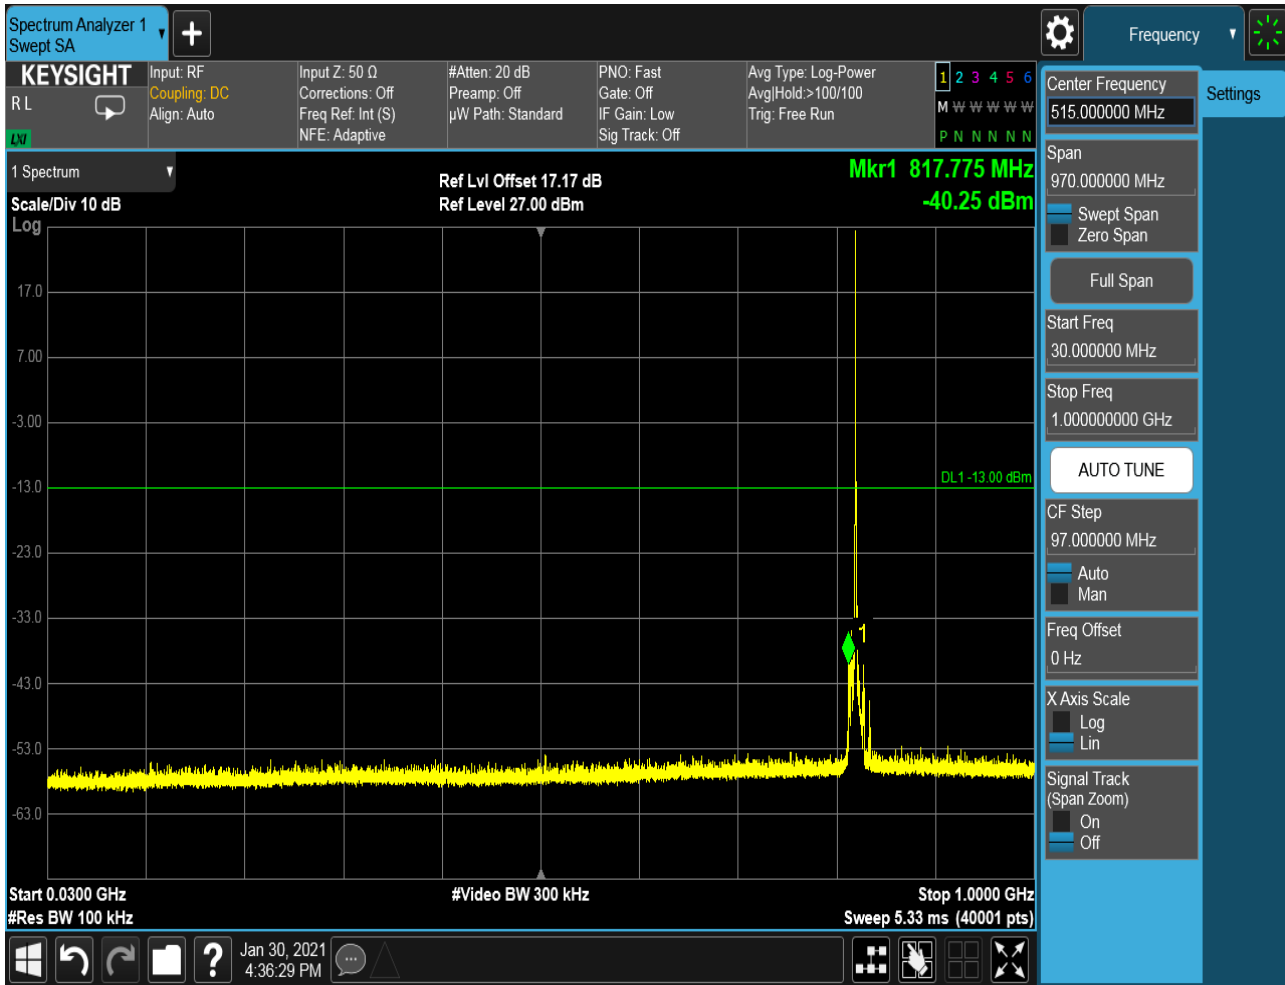 Spectrum Analyzer 1
Swept SA
Frequency
KEYSIGHT
R L
LXI
Input: RF
Coupling: DC
Align: Auto
Input Z: 50 Ω
Corrections: Off
Freq Ref: Int (S)
NFE: Adaptive
#Atten: 20 dB
Preamp: Off
µW Path: Standard
PNO: Fast
Gate: Off
IF Gain: Low
Sig Track: Off
Avg Type: Log-Power
Avg|Hold:>100/100
Trig: Free Run
1 2 3 4 5 6
M W W W W W
P N N N N N
1 Spectrum
Scale/Div 10 dB
Log
Ref Lvl Offset 17.17 dB
Ref Level 27.00 dBm
Mkr1 817.775 MHz
-40.25 dBm
17.0
7.00
-3.00
-13.0
-23.0
-33.0
-43.0
-53.0
-63.0
DL1 -13.00 dBm
Start 0.0300 GHz
#Res BW 100 kHz
#Video BW 300 kHz
Stop 1.0000 GHz
Sweep 5.33 ms (40001 pts)
Center Frequency
515.000000 MHz
Settings
Span
970.000000 MHz
Swept Span
Zero Span
Full Span
Start Freq
30.000000 MHz
Stop Freq
1.000000000 GHz
AUTO TUNE
CF Step
97.000000 MHz
Auto
Man
Freq Offset
0 Hz
X Axis Scale
Log
Lin
Signal Track
(Span Zoom)
On
Off
?
Jan 30, 2021
4:36:29 PM